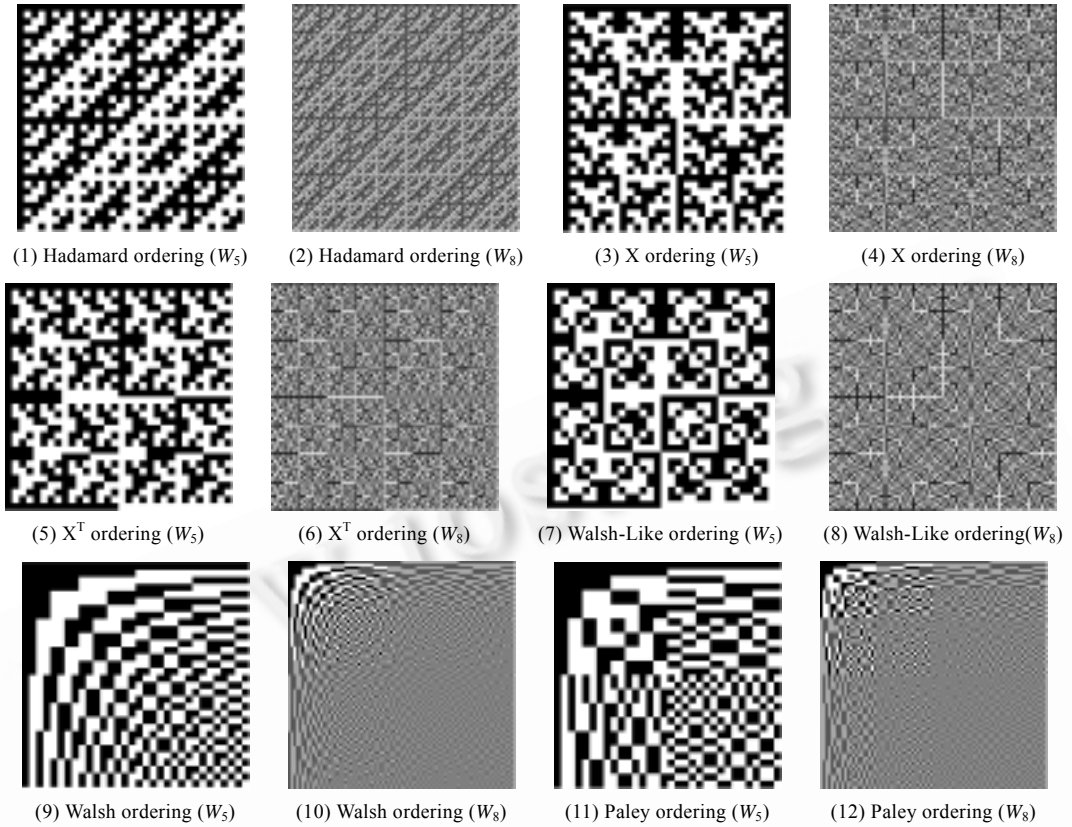 (1) Hadamard ordering (W₅)
(2) Hadamard ordering (W₈)
(3) X ordering (W₅)
(4) X ordering (W₈)
(5) Xᵀ ordering (W₅)
(6) Xᵀ ordering (W₈)
(7) Walsh-Like ordering (W₅)
(8) Walsh-Like ordering(W₈)
(9) Walsh ordering (W₅)
(10) Walsh ordering (W₈)
(11) Paley ordering (W₅)
(12) Paley ordering (W₈)